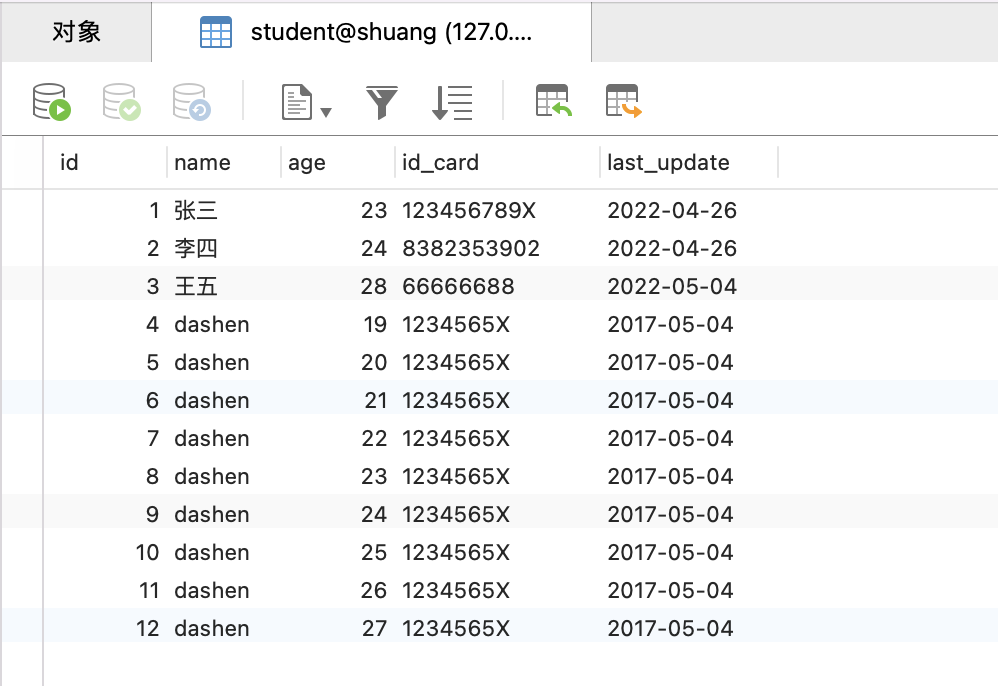 对象 student@shuang (127.0....
id name age id_card last_update
1 张三 23 123456789X 2022-04-26
2 李四 24 8382353902 2022-04-26
3 王五 28 66666688 2022-05-04
4 dashen 19 1234565X 2017-05-04
5 dashen 20 1234565X 2017-05-04
6 dashen 21 1234565X 2017-05-04
7 dashen 22 1234565X 2017-05-04
8 dashen 23 1234565X 2017-05-04
9 dashen 24 1234565X 2017-05-04
10 dashen 25 1234565X 2017-05-04
11 dashen 26 1234565X 2017-05-04
12 dashen 27 1234565X 2017-05-04